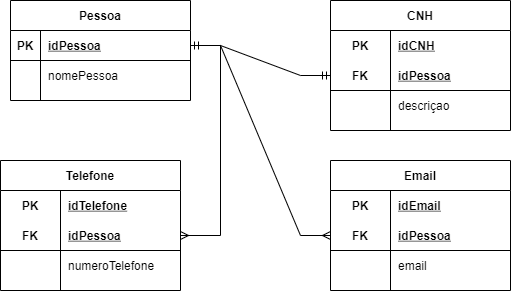 Pessoa
PK idPessoa
nomePessoa
CNH
PK idCNH
FK idPessoa
descriçao
Telefone
PK idTelefone
FK idPessoa
numeroTelefone
Email
PK idEmail
FK idPessoa
email